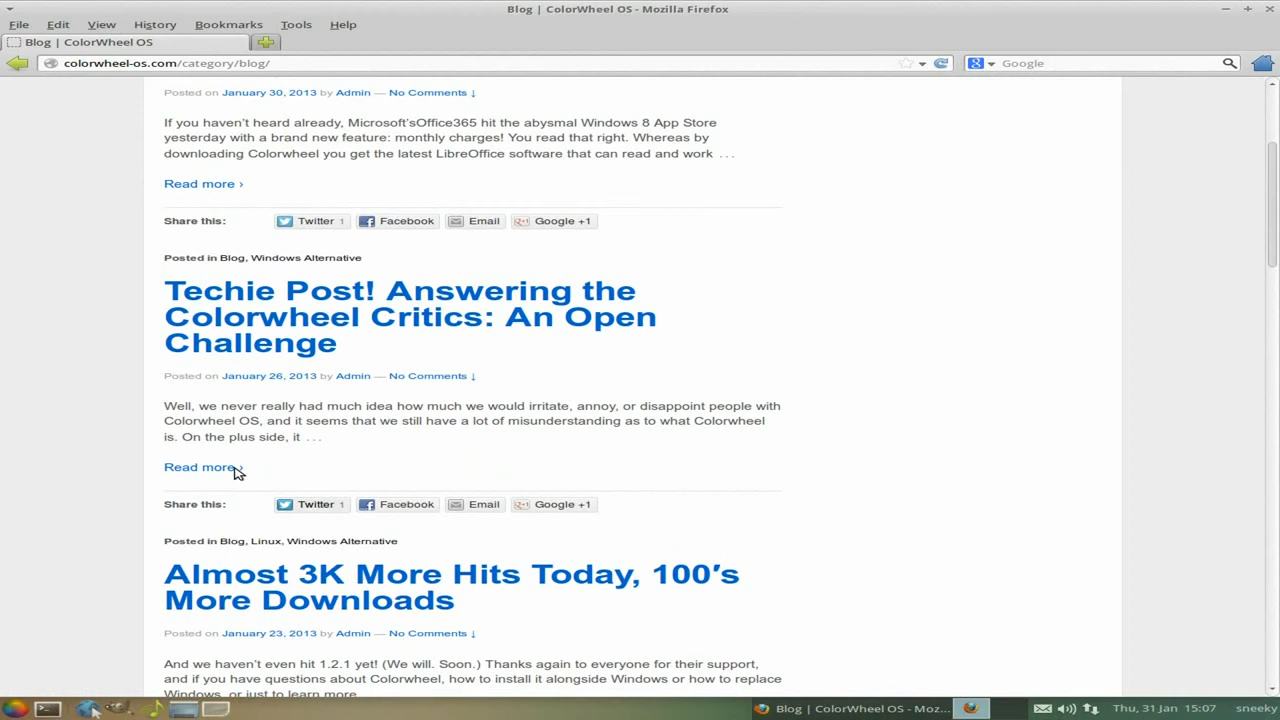 Blog | ColorWheel OS - Mozilla Firefox
File Edit View History Bookmarks Tools Help
Blog | ColorWheel OS
colorwheel-os.com/category/blog/
Google
Posted on January 30, 2013 by Admin — No Comments ↓
If you haven't heard already, Microsoft'sOffice365 hit the abysmal Windows 8 App Store
yesterday with a brand new feature: monthly charges! You read that right. Whereas by
downloading Colorwheel you get the latest LibreOffice software that can read and work ...
Read more ›
Share this: Twitter 1 Facebook Email Google +1
Posted in Blog, Windows Alternative
Techie Post! Answering the
Colorwheel Critics: An Open
Challenge
Posted on January 26, 2013 by Admin — No Comments ↓
Well, we never really had much idea how much we would irritate, annoy, or disappoint people with
Colorwheel OS, and it seems that we still have a lot of misunderstanding as to what Colorwheel
is. On the plus side, it ...
Read more ›
Share this: Twitter 1 Facebook Email Google +1
Posted in Blog, Linux, Windows Alternative
Almost 3K More Hits Today, 100's
More Downloads
Posted on January 23, 2013 by Admin — No Comments ↓
And we haven't even hit 1.2.1 yet! (We will. Soon.) Thanks again to everyone for their support,
and if you have questions about Colorwheel, how to install it alongside Windows or how to replace
Windows, or just to learn more
Blog | ColorWheel OS - Moz... Thu, 31 Jan 15:07 sneeky